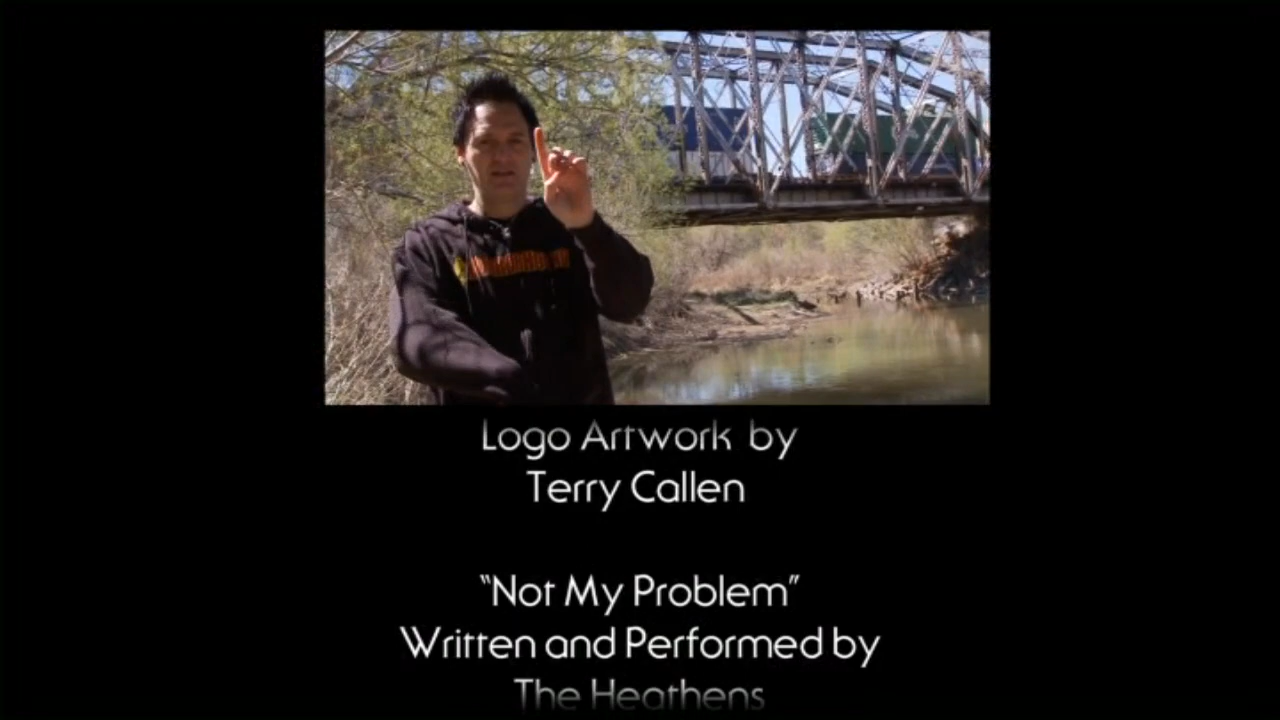 Logo Artwork by
Terry Callen
“Not My Problem”
Written and Performed by
The Heathens